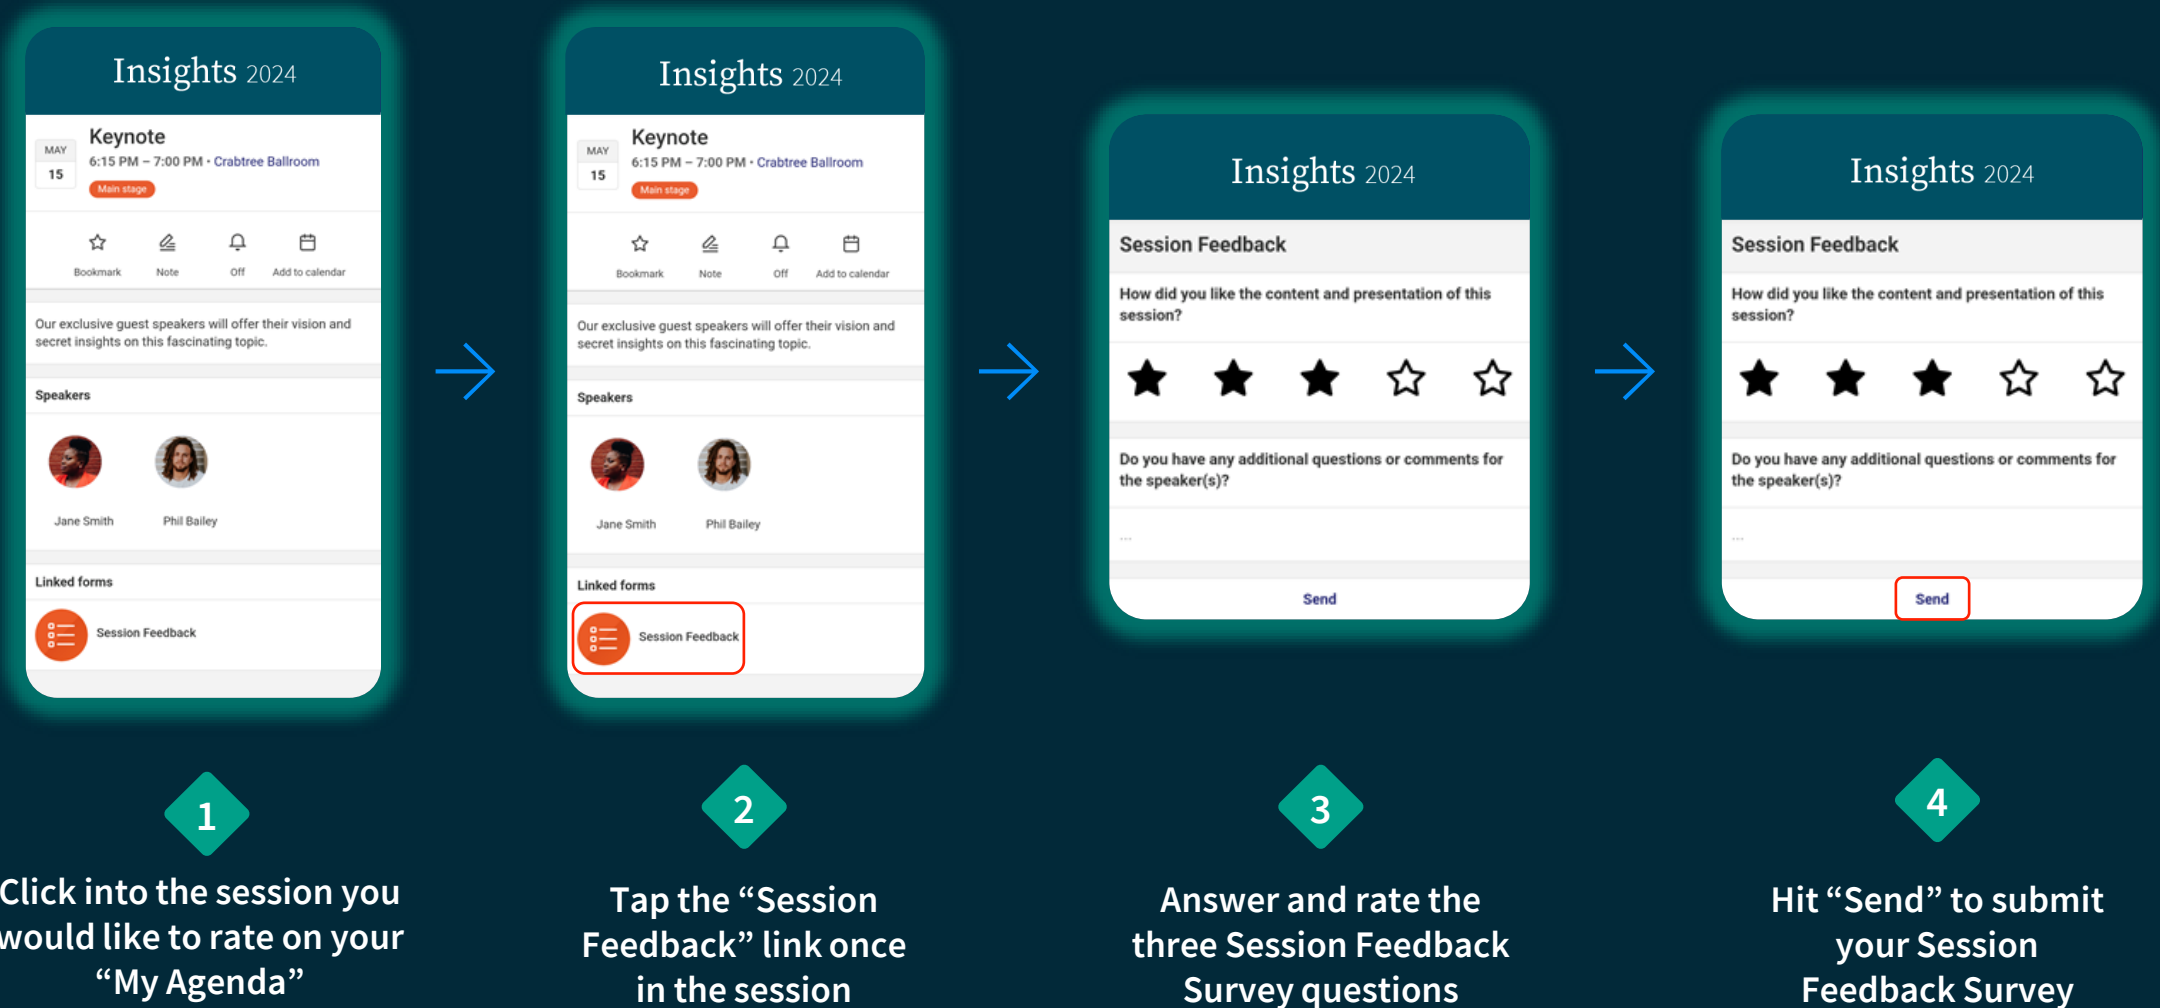 Insights 2024
MAY
15
Keynote
6:15 PM – 7:00 PM • Crabtree Ballroom
Main stage
Bookmark
Note
Off
Add to calendar
Our exclusive guest speakers will offer their vision and
secret insights on this fascinating topic.
Speakers
Jane Smith
Phil Bailey
Linked forms
Session Feedback
1
Click into the session you
would like to rate on your
“My Agenda”
Insights 2024
MAY
15
Keynote
6:15 PM – 7:00 PM • Crabtree Ballroom
Main stage
Bookmark
Note
Off
Add to calendar
Our exclusive guest speakers will offer their vision and
secret insights on this fascinating topic.
Speakers
Jane Smith
Phil Bailey
Linked forms
Session Feedback
2
Tap the “Session
Feedback” link once
in the session
Insights 2024
Session Feedback
How did you like the content and presentation of this
session?
Do you have any additional questions or comments for
the speaker(s)?
...
Send
3
Answer and rate the
three Session Feedback
Survey questions
Insights 2024
Session Feedback
How did you like the content and presentation of this
session?
Do you have any additional questions or comments for
the speaker(s)?
...
Send
4
Hit “Send” to submit
your Session
Feedback Survey